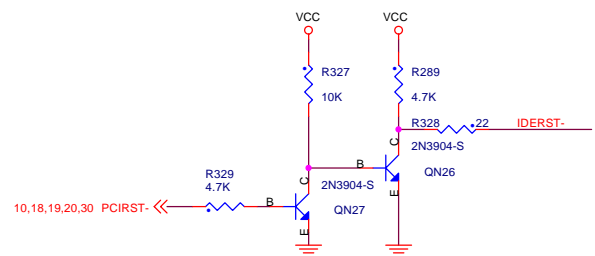 VCC
VCC
R327
10K
R289
4.7K
R328
22
IDERST-
C
2N3904-S
B
QN26
E
R329
4.7K
C
2N3904-S
B
QN27
E
10,18,19,20,30 PCIRST-